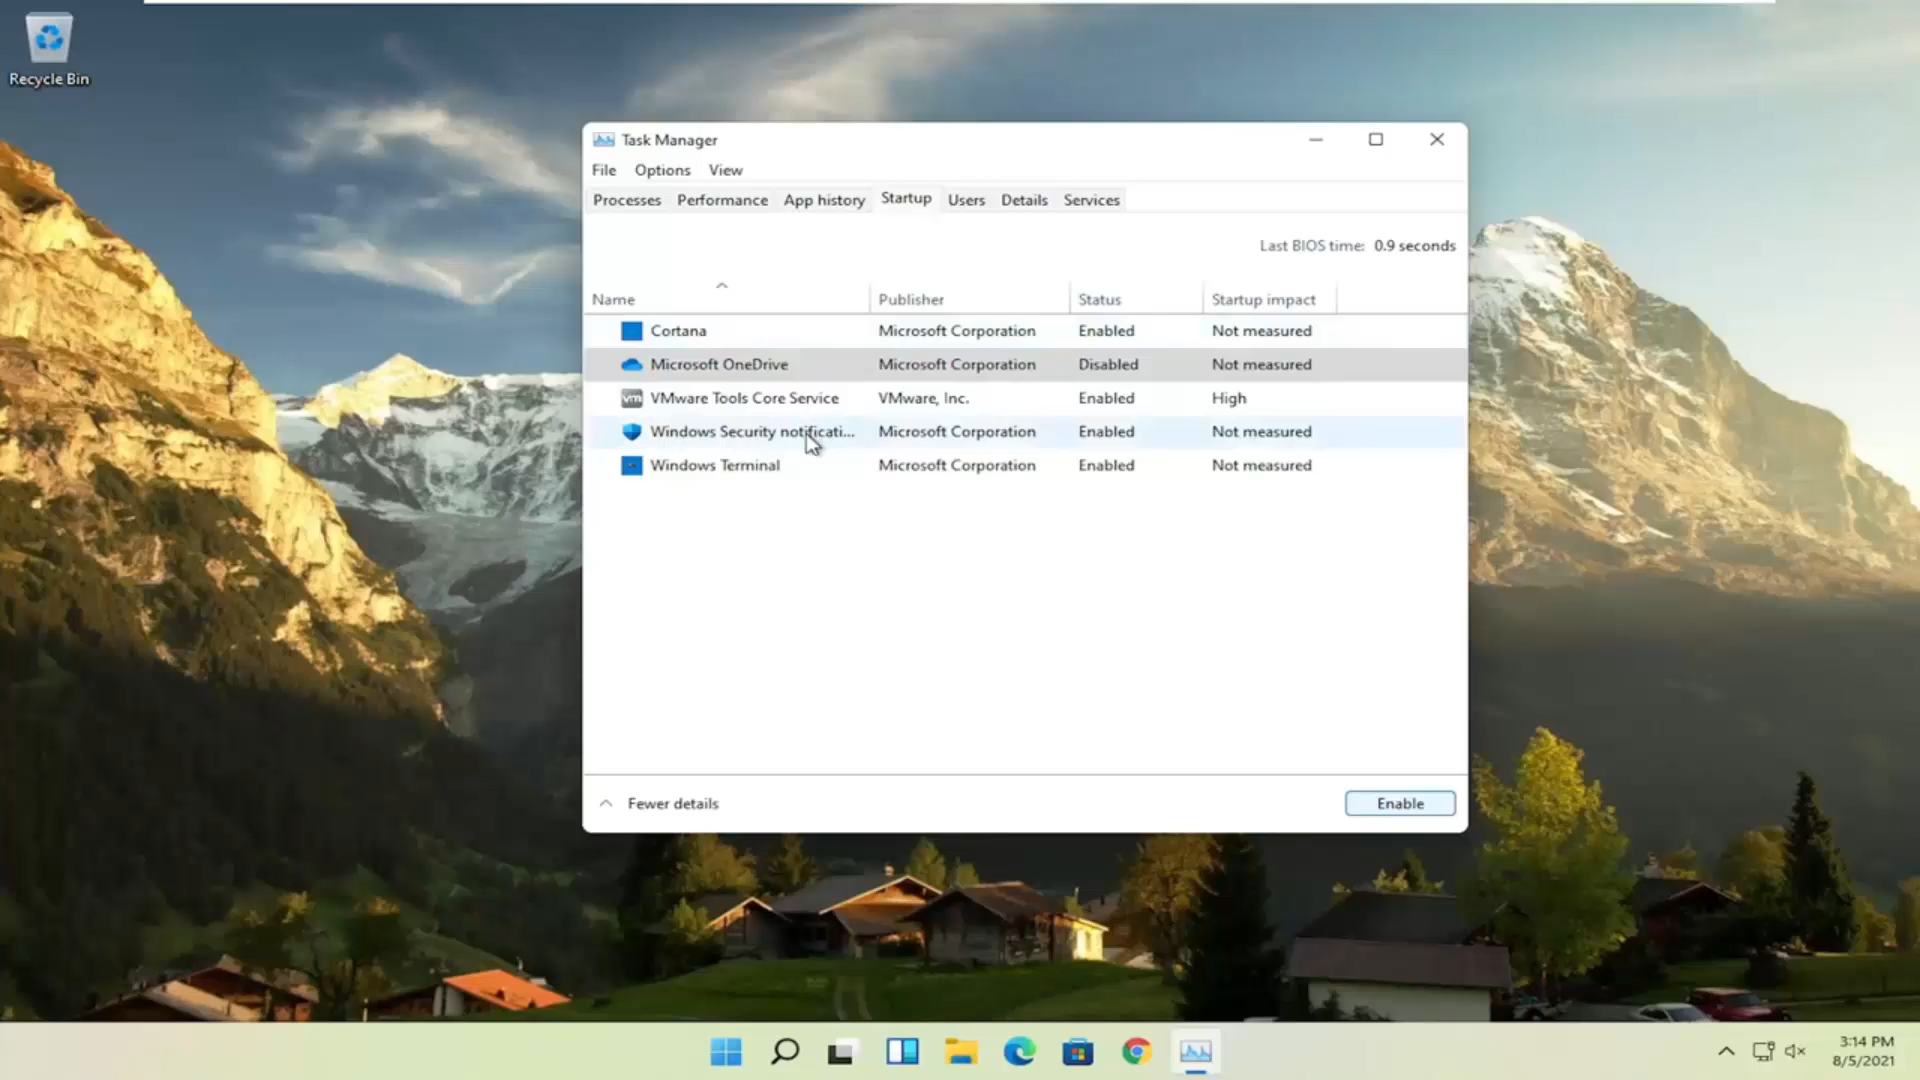 Recycle Bin
Task Manager
File Options View
Processes Performance App history Startup Users Details Services
Last BIOS time: 0.9 seconds
Name Publisher Status Startup impact
Cortana Microsoft Corporation Enabled Not measured
Microsoft OneDrive Microsoft Corporation Disabled Not measured
vm VMware Tools Core Service VMware, Inc. Enabled High
Windows Security notificati... Microsoft Corporation Enabled Not measured
Windows Terminal Microsoft Corporation Enabled Not measured
Fewer details Enable
3:14 PM
8/5/2021